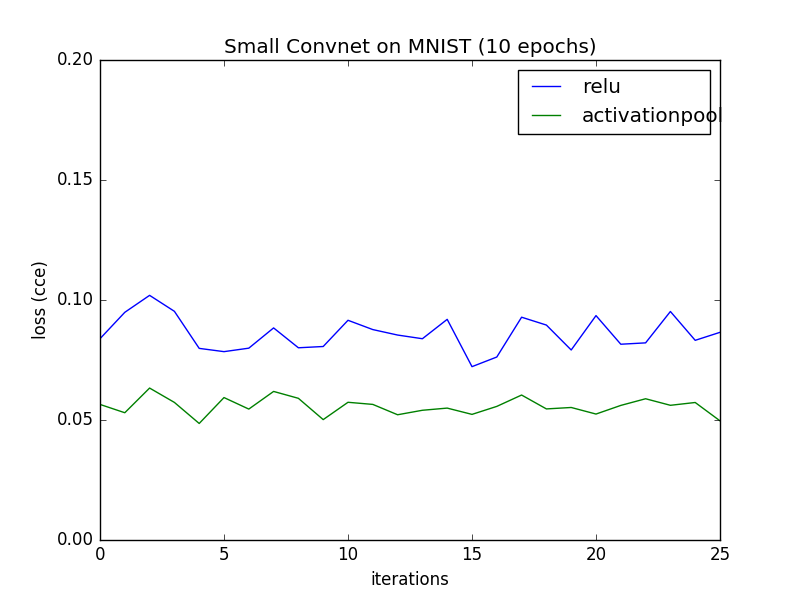 Small Convnet on MNIST (10 epochs)
0.20
relu
activationpool
0.15
0.10
loss (cce)
0.05
0.00
0 5 10 15 20 25
iterations